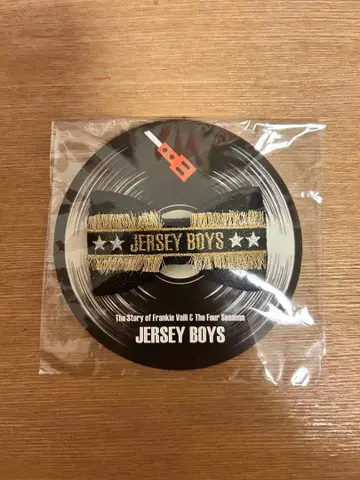 JERSEY BOYS
The Story of Frankie Valli & The Four Seasons
JERSEY BOYS